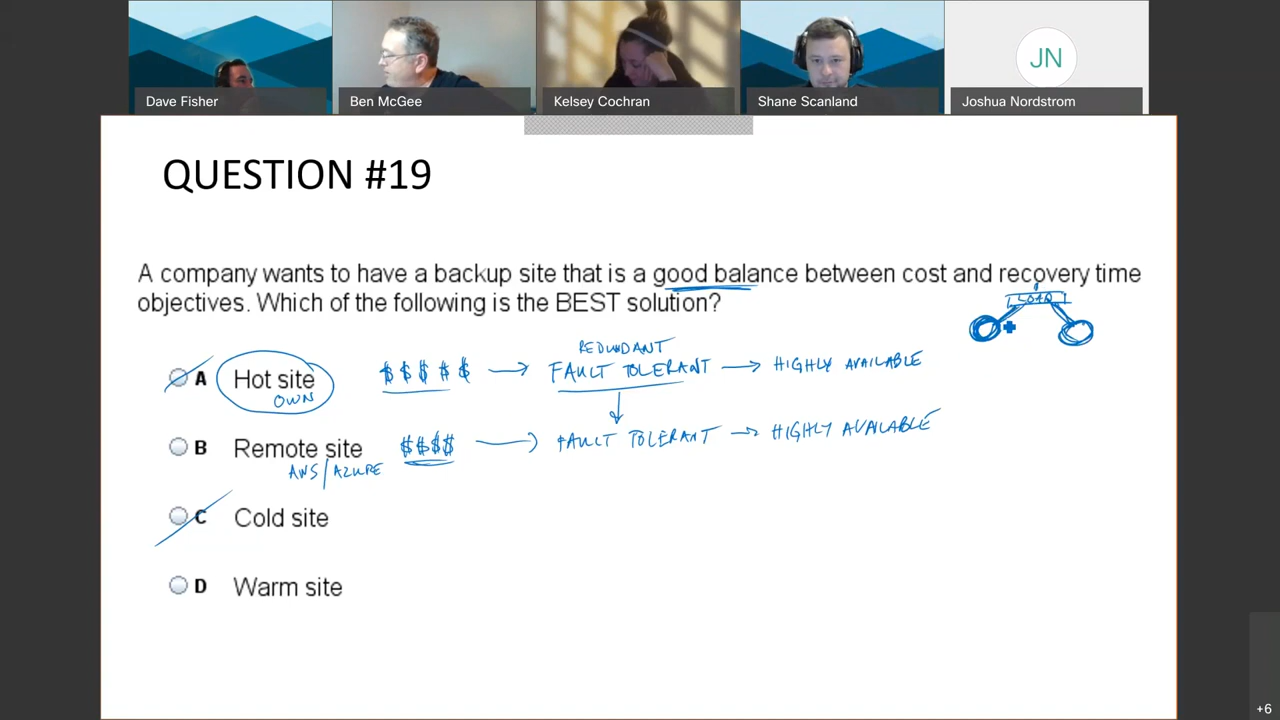 Dave Fisher
Ben McGee
Kelsey Cochran
Shane Scanland
JN
Joshua Nordstrom
QUESTION #19
A company wants to have a backup site that is a good balance between cost and recovery time
objectives. Which of the following is the BEST solution?
LOAD
REDUNDANT
A Hot site $$$$$ → FAULT TOLERANT → HIGHLY AVAILABLE
OWN
B Remote site $$$$ → FAULT TOLERANT → HIGHLY AVAILABLE
AWS/AZURE
C Cold site
D Warm site
+6